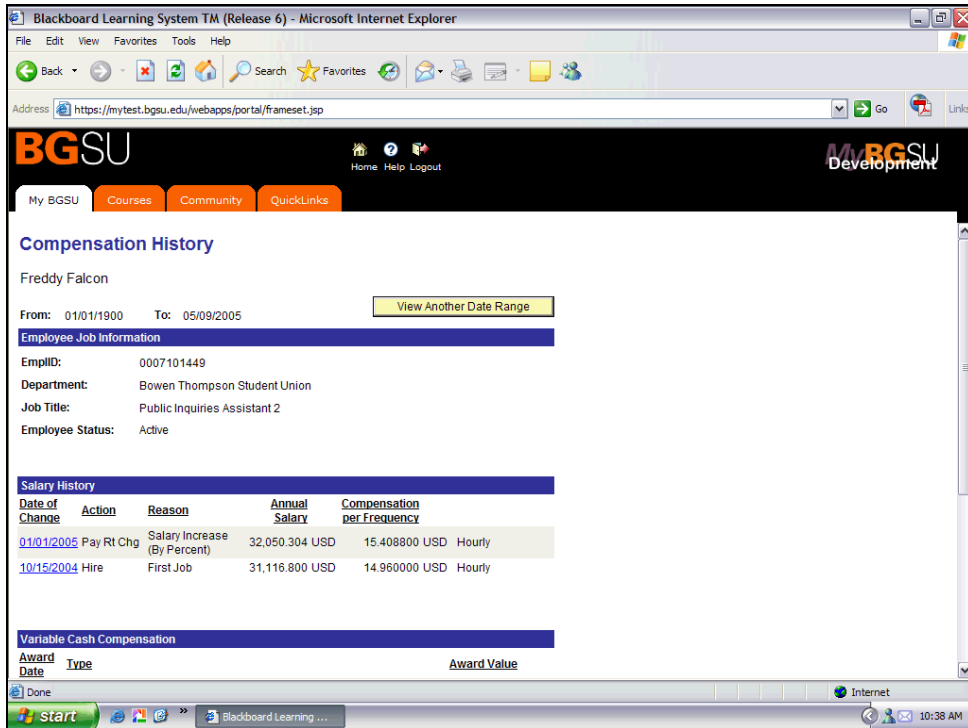 Blackboard Learning System TM (Release 6) - Microsoft Internet Explorer
File Edit View Favorites Tools Help
Back Search Favorites
Address https://mytest.bgsu.edu/webapps/portal/frameset.jsp Go Links
BGSU
Home Help Logout
MyBGSU
Development
My BGSU Courses Community QuickLinks
Compensation History
Freddy Falcon
View Another Date Range
From: 01/01/1900 To: 05/09/2005
Employee Job Information
EmplID: 0007101449
Department: Bowen Thompson Student Union
Job Title: Public Inquiries Assistant 2
Employee Status: Active
Salary History
Date of Change Action Reason Annual Salary Compensation per Frequency
01/01/2005 Pay Rt Chg Salary Increase (By Percent) 32,050.304 USD 15.408800 USD Hourly
10/15/2004 Hire First Job 31,116.800 USD 14.960000 USD Hourly
Variable Cash Compensation
Award Date Type Award Value
Done Internet
start » Blackboard Learning ... 10:38 AM